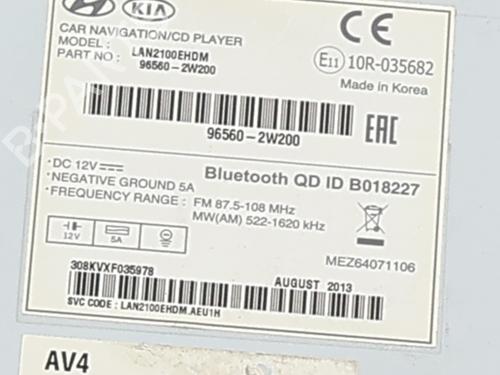 KIA
CAR NAVIGATION/CD PLAYER
MODEL : LAN2100EHDM
PART NO : 96560-2W200
CE
E11 10R-035682
Made in Korea
96560-2W200
EAC
DC 12V
NEGATIVE GROUND 5A
FREQUENCY RANGE : FM 87.5-108 MHz
MW(AM) 522-1620 kHz
Bluetooth QD ID B018227
12V
5A
MEZ64071106
308KVXF035978
AUGUST 2013
SVC CODE : LAN2100EHDM.AEU1H
AV4